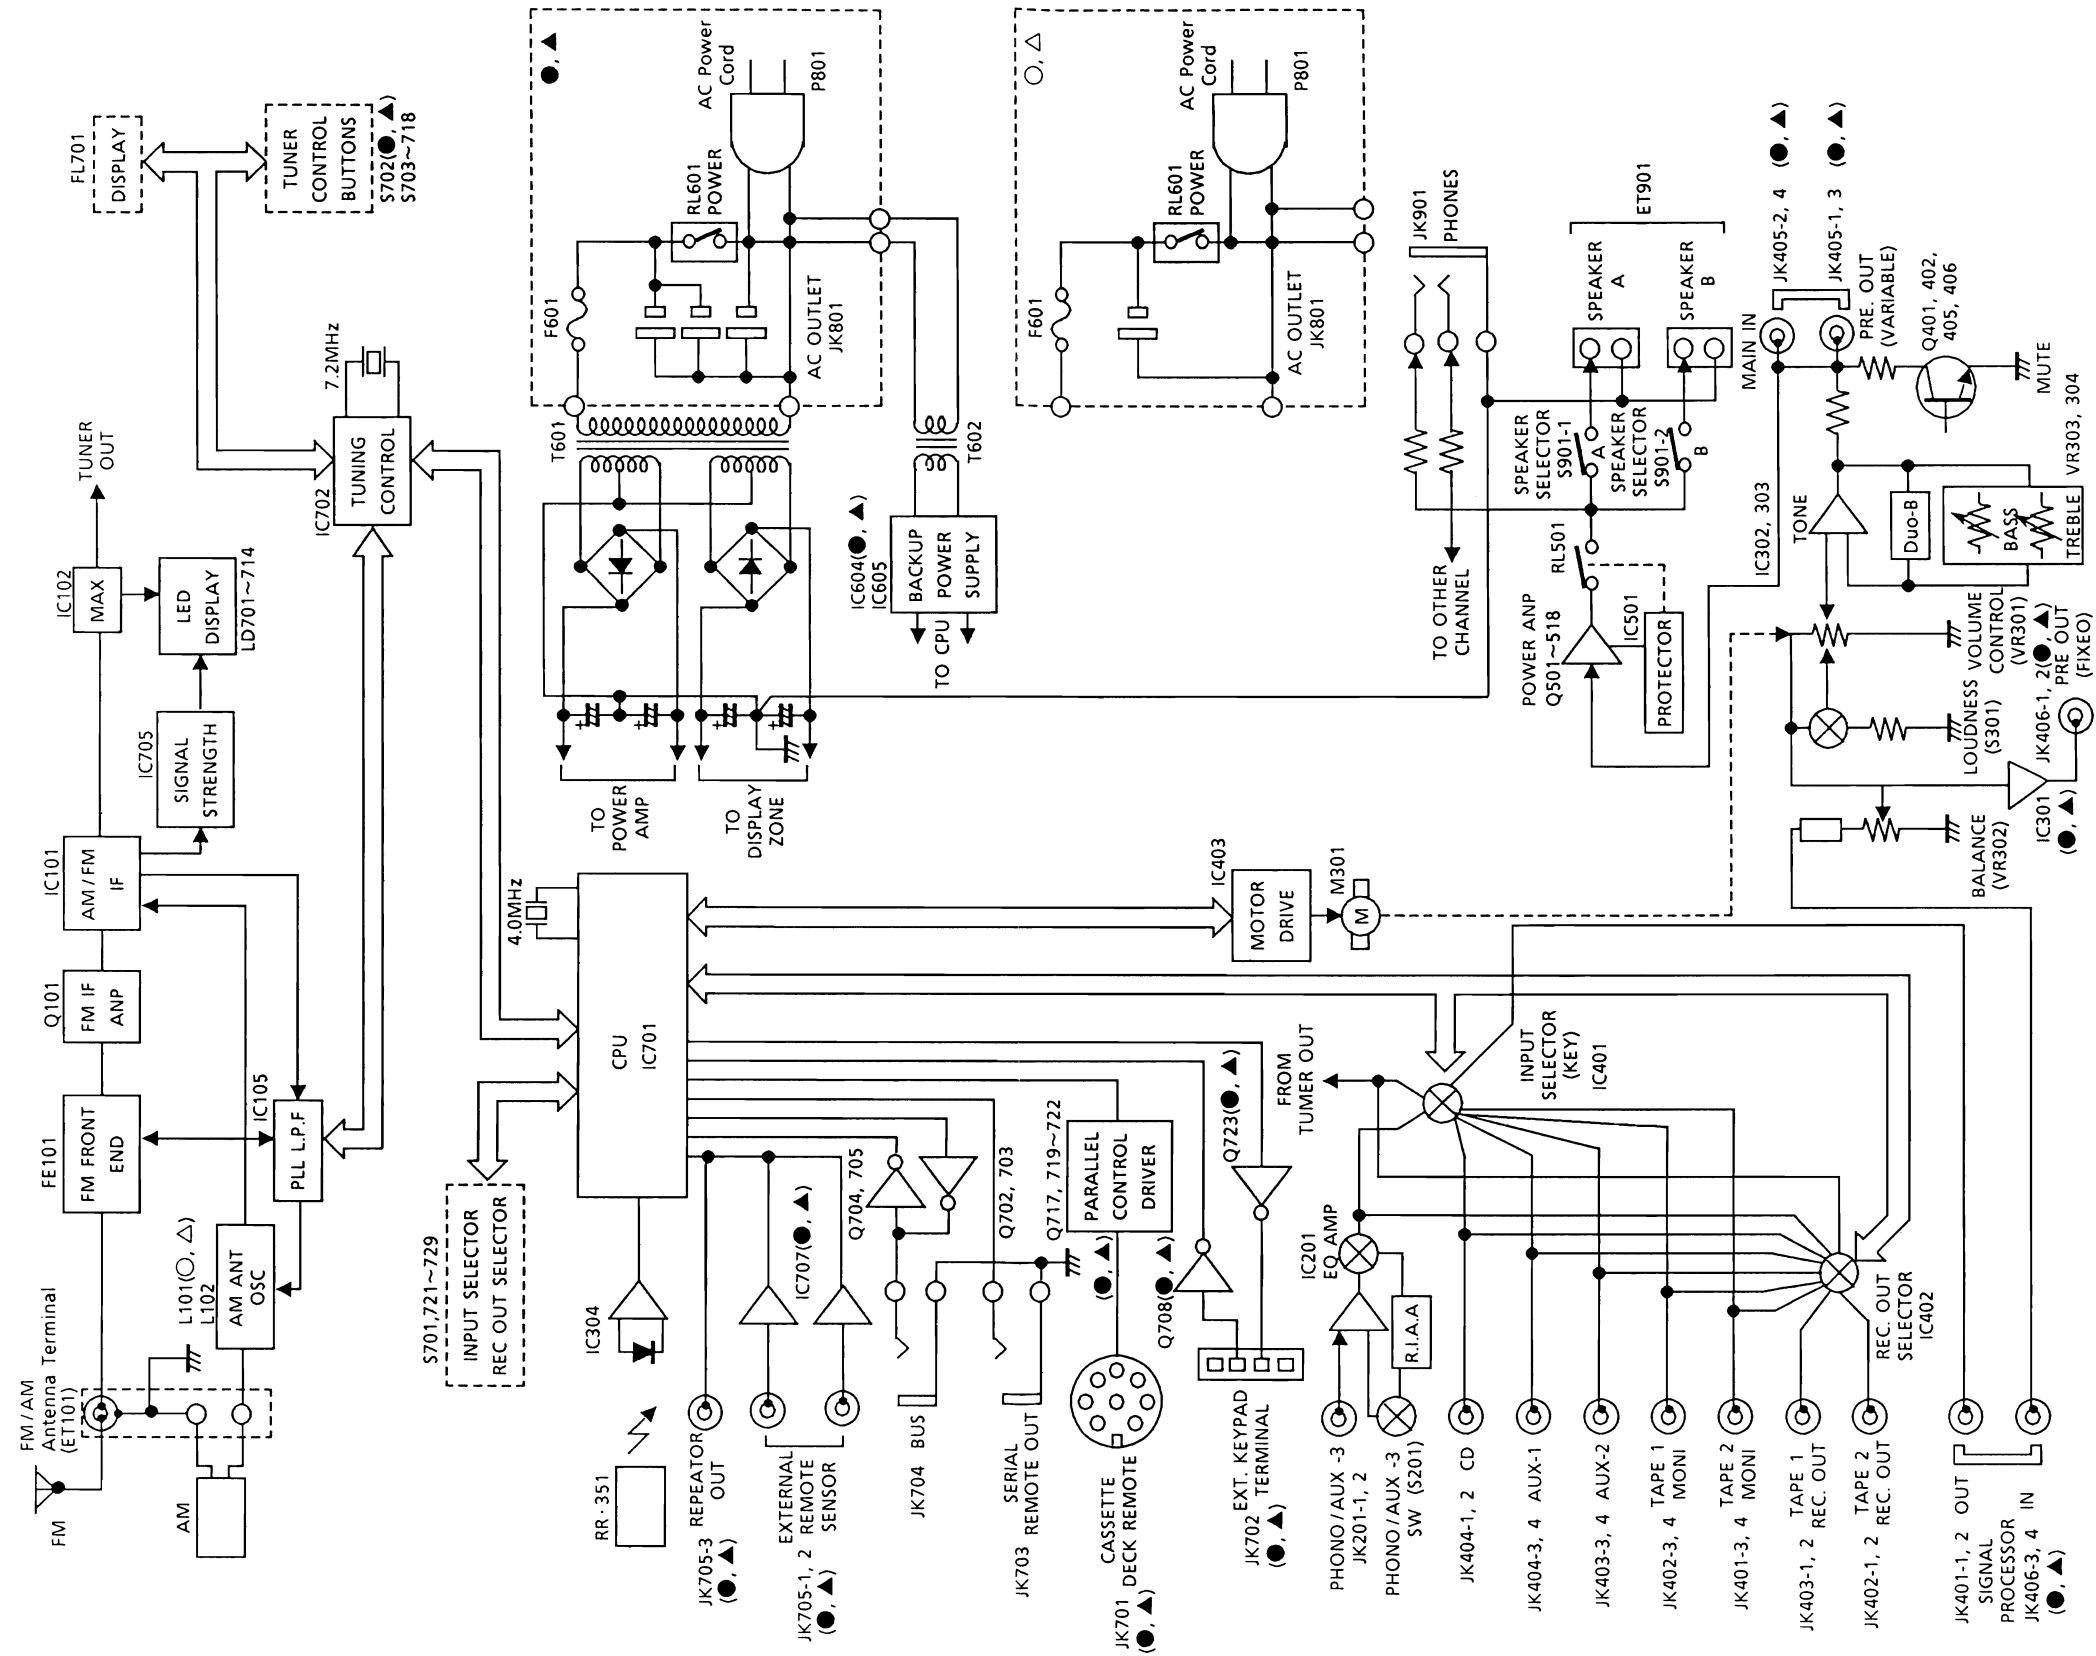 FM/AM
Antenna Terminal
(ET101)
FM
AM
L101(○, △)
L102
AM ANT
OSC
FE101
FM FRONT
END
IC105
PLL L.P.F
Q101
FM IF
ANP
IC101
AM/FM
IF
IC705
SIGNAL
STRENGTH
IC102
MAX
TUNER
OUT
LED
DISPLAY
LD701~714
IC702
TUNING
CONTROL
7.2MHz
FL701
DISPLAY
TUNER
CONTROL
BUTTONS
S702(●, ▲)
S703~718
S701,721~729
INPUT SELECTOR
REC OUT SELECTOR
CPU
IC701
4.0MHz
IC304
RR·351
JK705-3 REPEATOR
OUT
(●, ▲)
EXTERNAL
JK705-1, 2 REMOTE
SENSOR
(●, ▲)
IC707(●, ▲)
Q704, 705
JK704 BUS
Q702, 703
SERIAL
JK703 REMOTE OUT
Q717, 719~722
PARALLEL
CONTROL
DRIVER
(●, ▲)
CASSETTE
JK701 DECK REMOTE
(●, ▲)
Q708(●, ▲)
Q723(●, ▲)
JK702 EXT. KEYPAD
TERMINAL
(●, ▲)
TO
POWER
AMP
TO
DISPLAY
ZONE
T601
F601
RL601
POWER
AC Power
Cord
P801
AC OUTLET
JK801
●, ▲
T602
IC604(●, ▲)
IC605
BACKUP
POWER
SUPPLY
TO CPU
F601
RL601
POWER
AC Power
Cord
P801
AC OUTLET
JK801
○, △
IC403
MOTOR
DRIVE
M301
M
FROM
TUMER OUT
INPUT
SELECTOR
(KEY)
IC401
IC201
EQ AMP
R.I.A.A
PHONO/AUX -3
JK201-1, 2
PHONO/AUX -3
SW (S201)
JK404-1, 2 CD
JK404-3, 4 AUX-1
JK403-3, 4 AUX-2
JK402-3, 4 TAPE 1
MONI
JK401-3, 4 TAPE 2
MONI
JK403-1, 2 TAPE 1
REC. OUT
JK402-1, 2 TAPE 2
REC. OUT
REC. OUT
SELECTOR
IC402
JK401-1, 2 OUT
SIGNAL
PROCESSOR
JK406-3, 4 IN
(●, ▲)
TO OTHER
CHANNEL
JK901
PHONES
ET901
SPEAKER
A
SPEAKER
B
SPEAKER
SELECTOR
S901-1
A
SPEAKER
SELECTOR
S901-2
B
RL501
POWER ANP
Q501~518
IC501
PROTECTOR
MAIN IN
JK405-2, 4 (●, ▲)
JK405-1, 3 (●, ▲)
PRE. OUT
(VARIABLE)
Q401, 402,
405, 406
MUTE
IC302, 303
TONE
Duo-B
BASS
TREBLE
VR303, 304
VOLUME
CONTROL
(VR301)
LOUDNESS
(S301)
JK406-1, 2(●, ▲)
PRE OUT
(FIXEO)
IC301
(●, ▲)
BALANCE
(VR302)